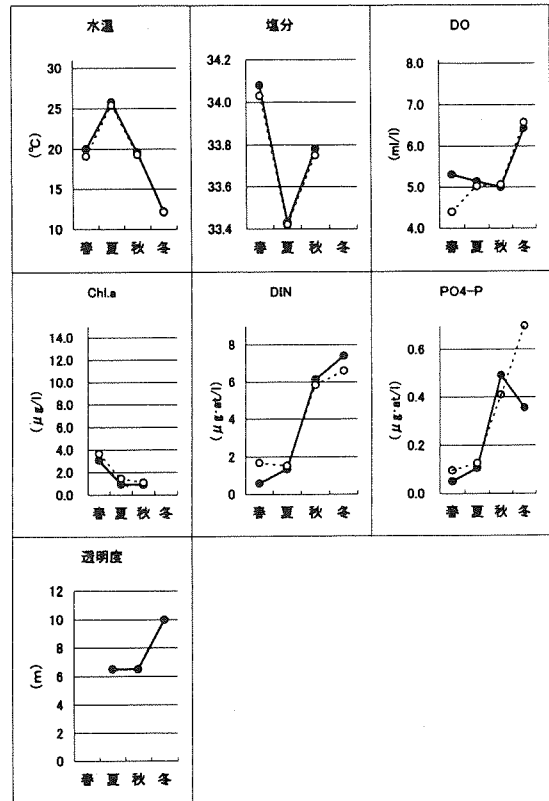 水温
(℃)
30
25
20
15
10
春 夏 秋 冬
塩分
34.2
34.0
33.8
33.6
33.4
春 夏 秋 冬
DO
(ml/l)
8.0
7.0
6.0
5.0
4.0
春 夏 秋 冬
Chl.a
(μg/l)
14.0
12.0
10.0
8.0
6.0
4.0
2.0
0.0
春 夏 秋 冬
DIN
(μg·at/l)
8
6
4
2
0
春 夏 秋 冬
PO4-P
(μg·at/l)
0.6
0.4
0.2
0.0
春 夏 秋 冬
透明度
(m)
12
10
8
6
4
2
0
春 夏 秋 冬